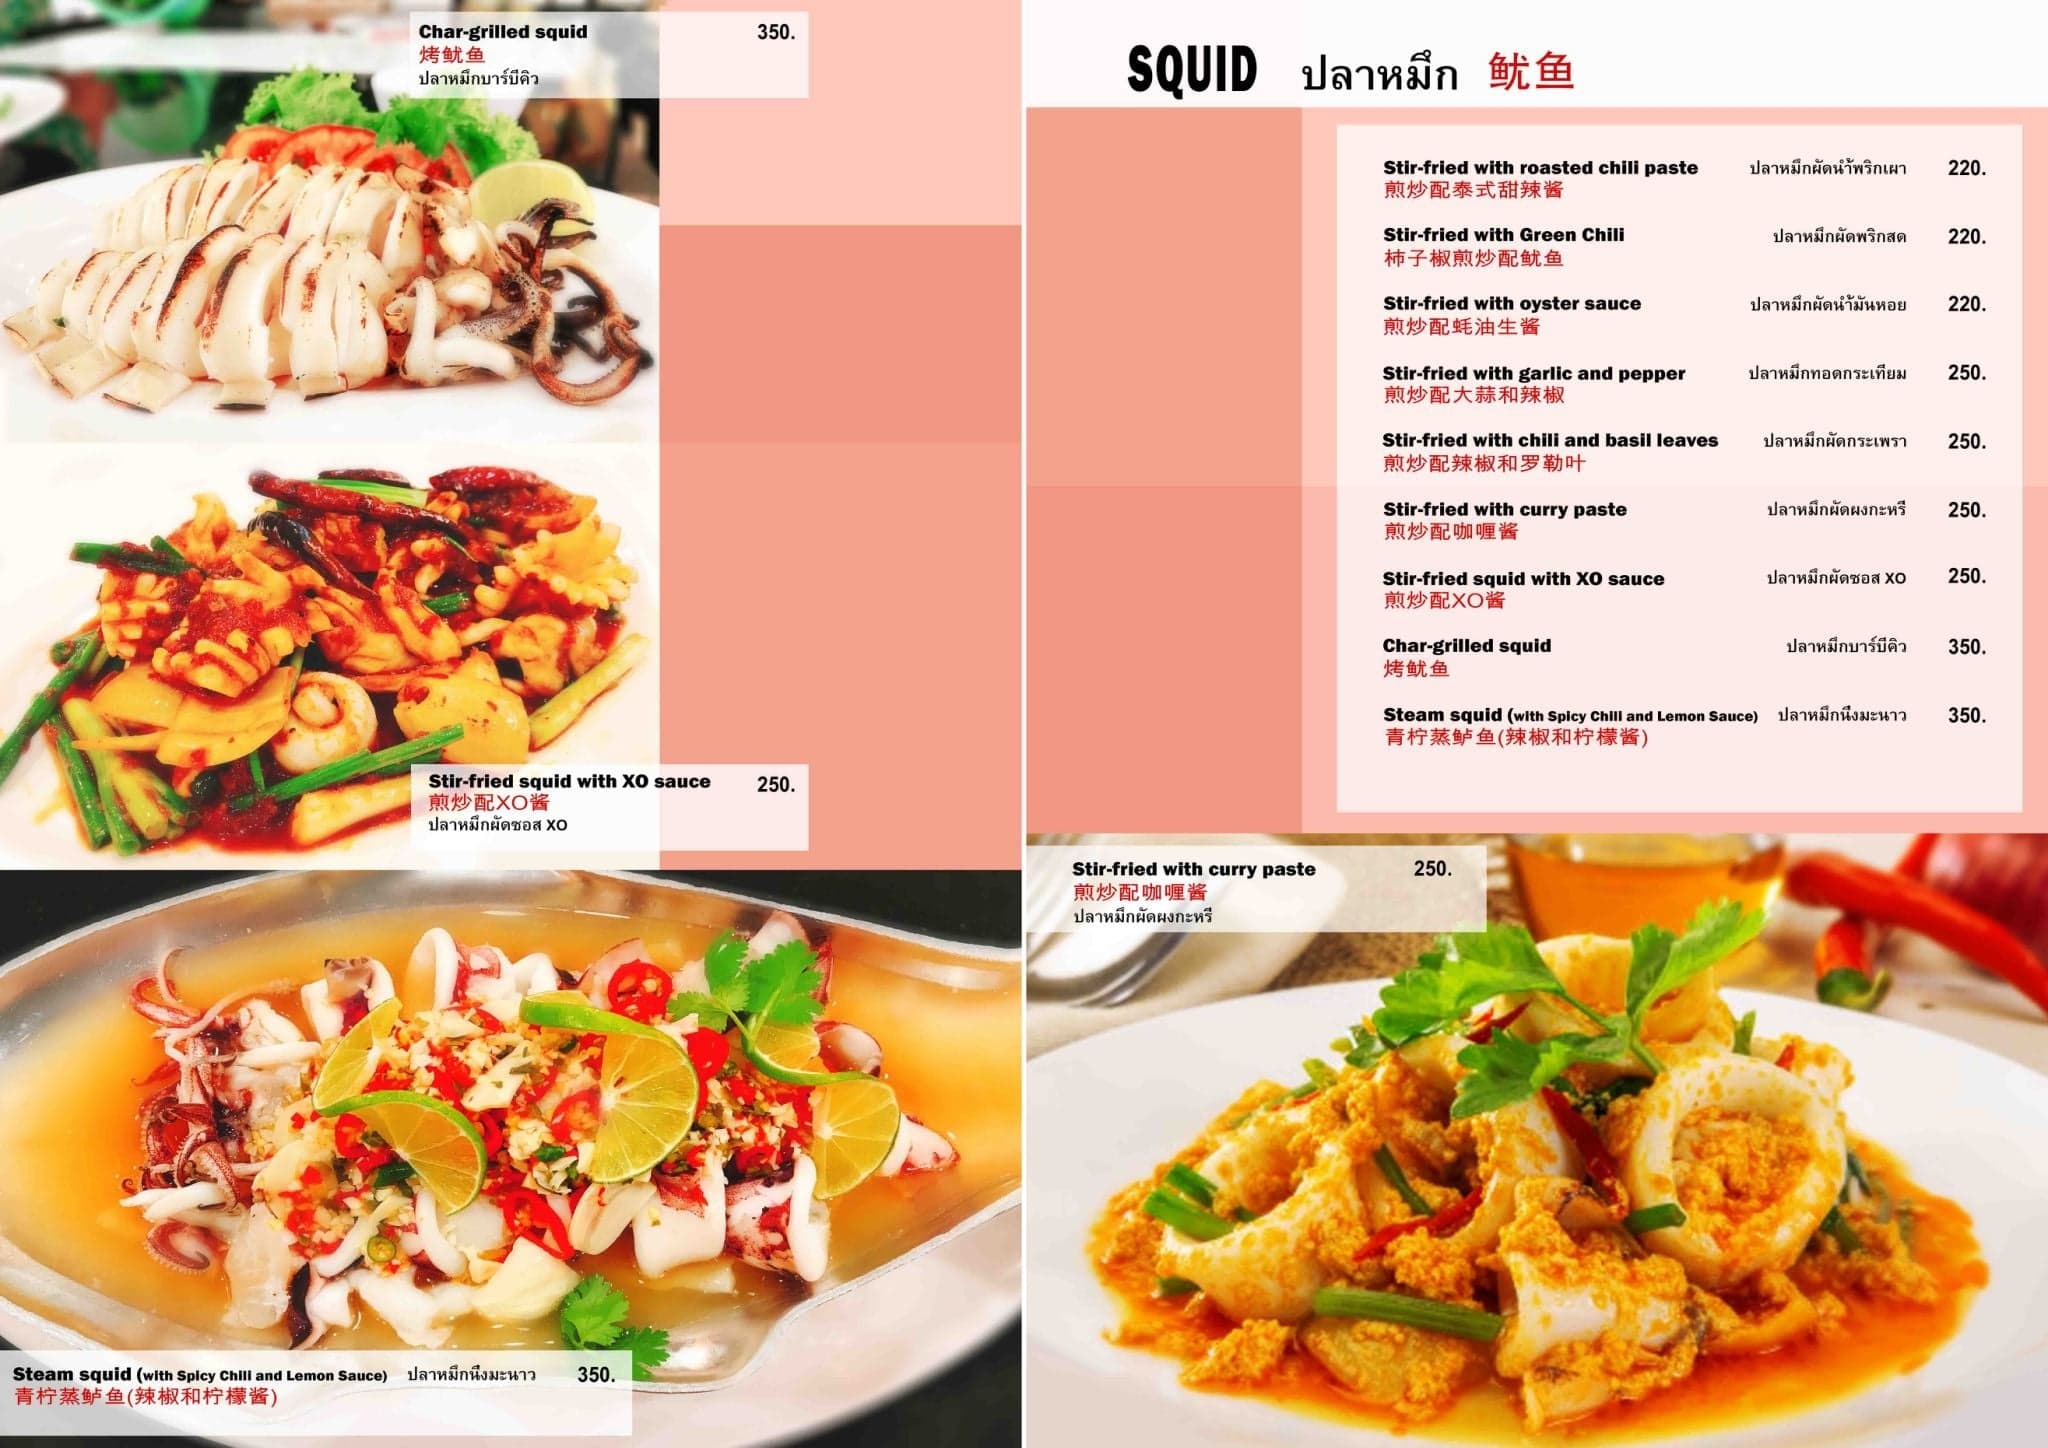 Char-grilled squid 350.
烤鱿鱼
ปลาหมึกบาร์บีคิว
Stir-fried squid with XO sauce 250.
煎炒配XO酱
ปลาหมึกผัดซอส XO
Steam squid (with Spicy Chili and Lemon Sauce) ปลาหมึกนึ่งมะนาว 350.
青柠蒸鲈鱼(辣椒和柠檬酱)
SQUID ปลาหมึก 鱿鱼
Stir-fried with roasted chili paste ปลาหมึกผัดน้ำพริกเผา 220.
煎炒配泰式甜辣酱
Stir-fried with Green Chili ปลาหมึกผัดพริกสด 220.
柿子椒煎炒配鱿鱼
Stir-fried with oyster sauce ปลาหมึกผัดน้ำมันหอย 220.
煎炒配蚝油生酱
Stir-fried with garlic and pepper ปลาหมึกทอดกระเทียม 250.
煎炒配大蒜和辣椒
Stir-fried with chili and basil leaves ปลาหมึกผัดกระเพรา 250.
煎炒配辣椒和罗勒叶
Stir-fried with curry paste ปลาหมึกผัดผงกะหรี่ 250.
煎炒配咖喱酱
Stir-fried squid with XO sauce ปลาหมึกผัดซอส XO 250.
煎炒配XO酱
Char-grilled squid ปลาหมึกบาร์บีคิว 350.
烤鱿鱼
Steam squid (with Spicy Chili and Lemon Sauce) ปลาหมึกนึ่งมะนาว 350.
青柠蒸鲈鱼(辣椒和柠檬酱)
Stir-fried with curry paste 250.
煎炒配咖喱酱
ปลาหมึกผัดผงกะหรี่